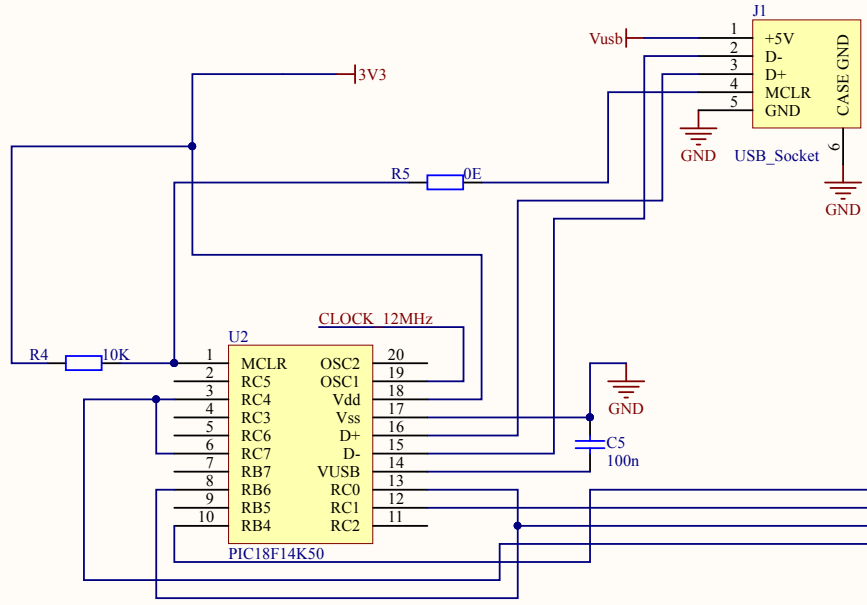 J1
Vusb
1 +5V
2 D-
3 D+
4 MCLR
5 GND
CASE GND
6
GND
USB_Socket
GND
3V3
R5 0E
CLOCK_12MHz
U2
R4 10K
1 MCLR OSC2 20
2 RC5 OSC1 19
3 RC4 Vdd 18
4 RC3 Vss 17
5 RC6 D+ 16
6 RC7 D- 15
7 RB7 VUSB 14
8 RB6 RC0 13
9 RB5 RC1 12
10 RB4 RC2 11
PIC18F14K50
GND
C5
100n